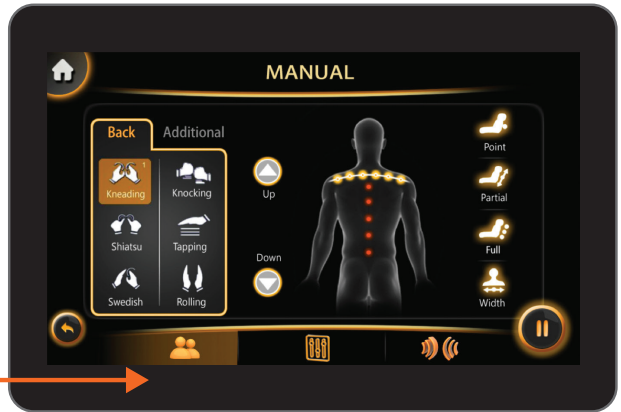 MANUAL
Back Additional
Kneading 1
Knocking
Shiatsu
Tapping
Swedish
Rolling
Up
Down
Point
Partial
Full
Width